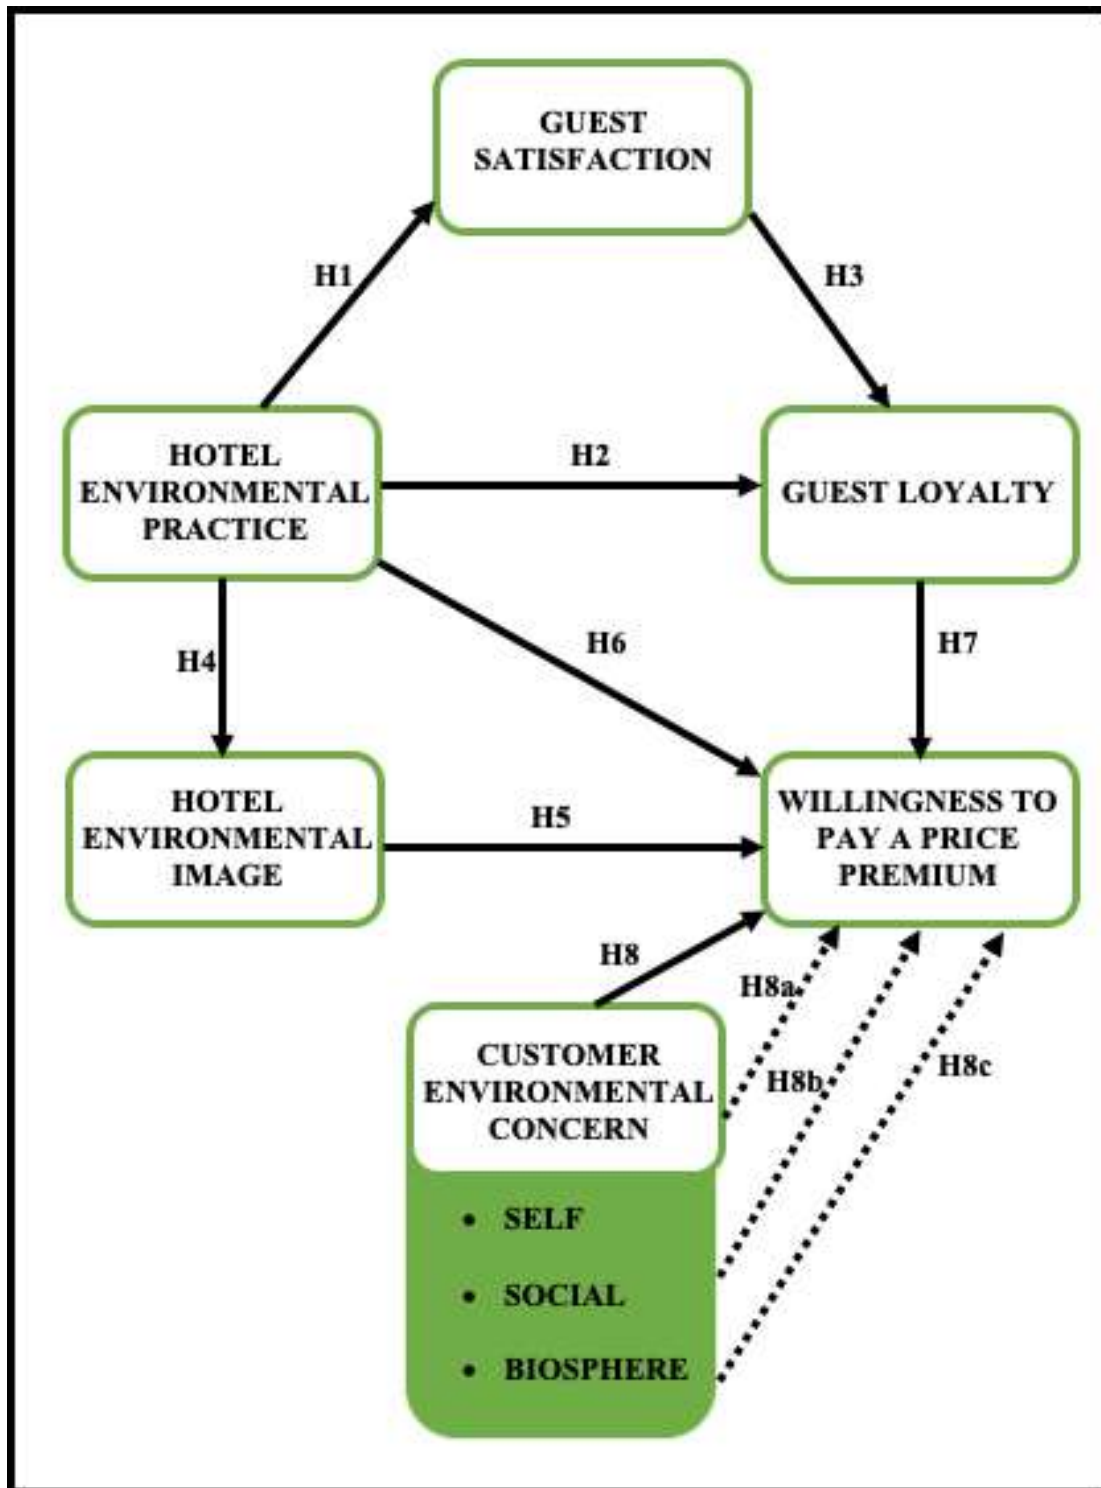 GUEST
SATISFACTION
H1
H3
HOTEL
ENVIRONMENTAL
PRACTICE
H2
GUEST LOYALTY
H4
H6
H7
HOTEL
ENVIRONMENTAL
IMAGE
H5
WILLINGNESS TO
PAY A PRICE
PREMIUM
H8
H8a
H8b
H8c
CUSTOMER
ENVIRONMENTAL
CONCERN
• SELF
• SOCIAL
• BIOSPHERE